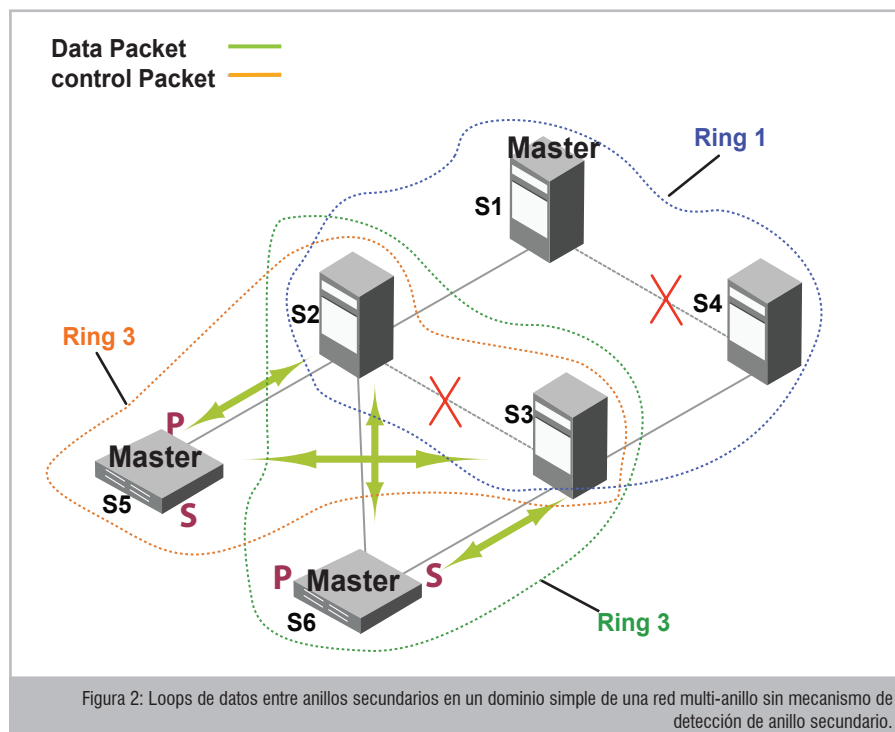 Data Packet
control Packet
Master
Ring 1
S1
S2
S4
Ring 3
S3
P
Master
S5
S
P
Master
S
S6
Ring 3
Figura 2: Loops de datos entre anillos secundarios en un dominio simple de una red multi-anillo sin mecanismo de
detección de anillo secundario.